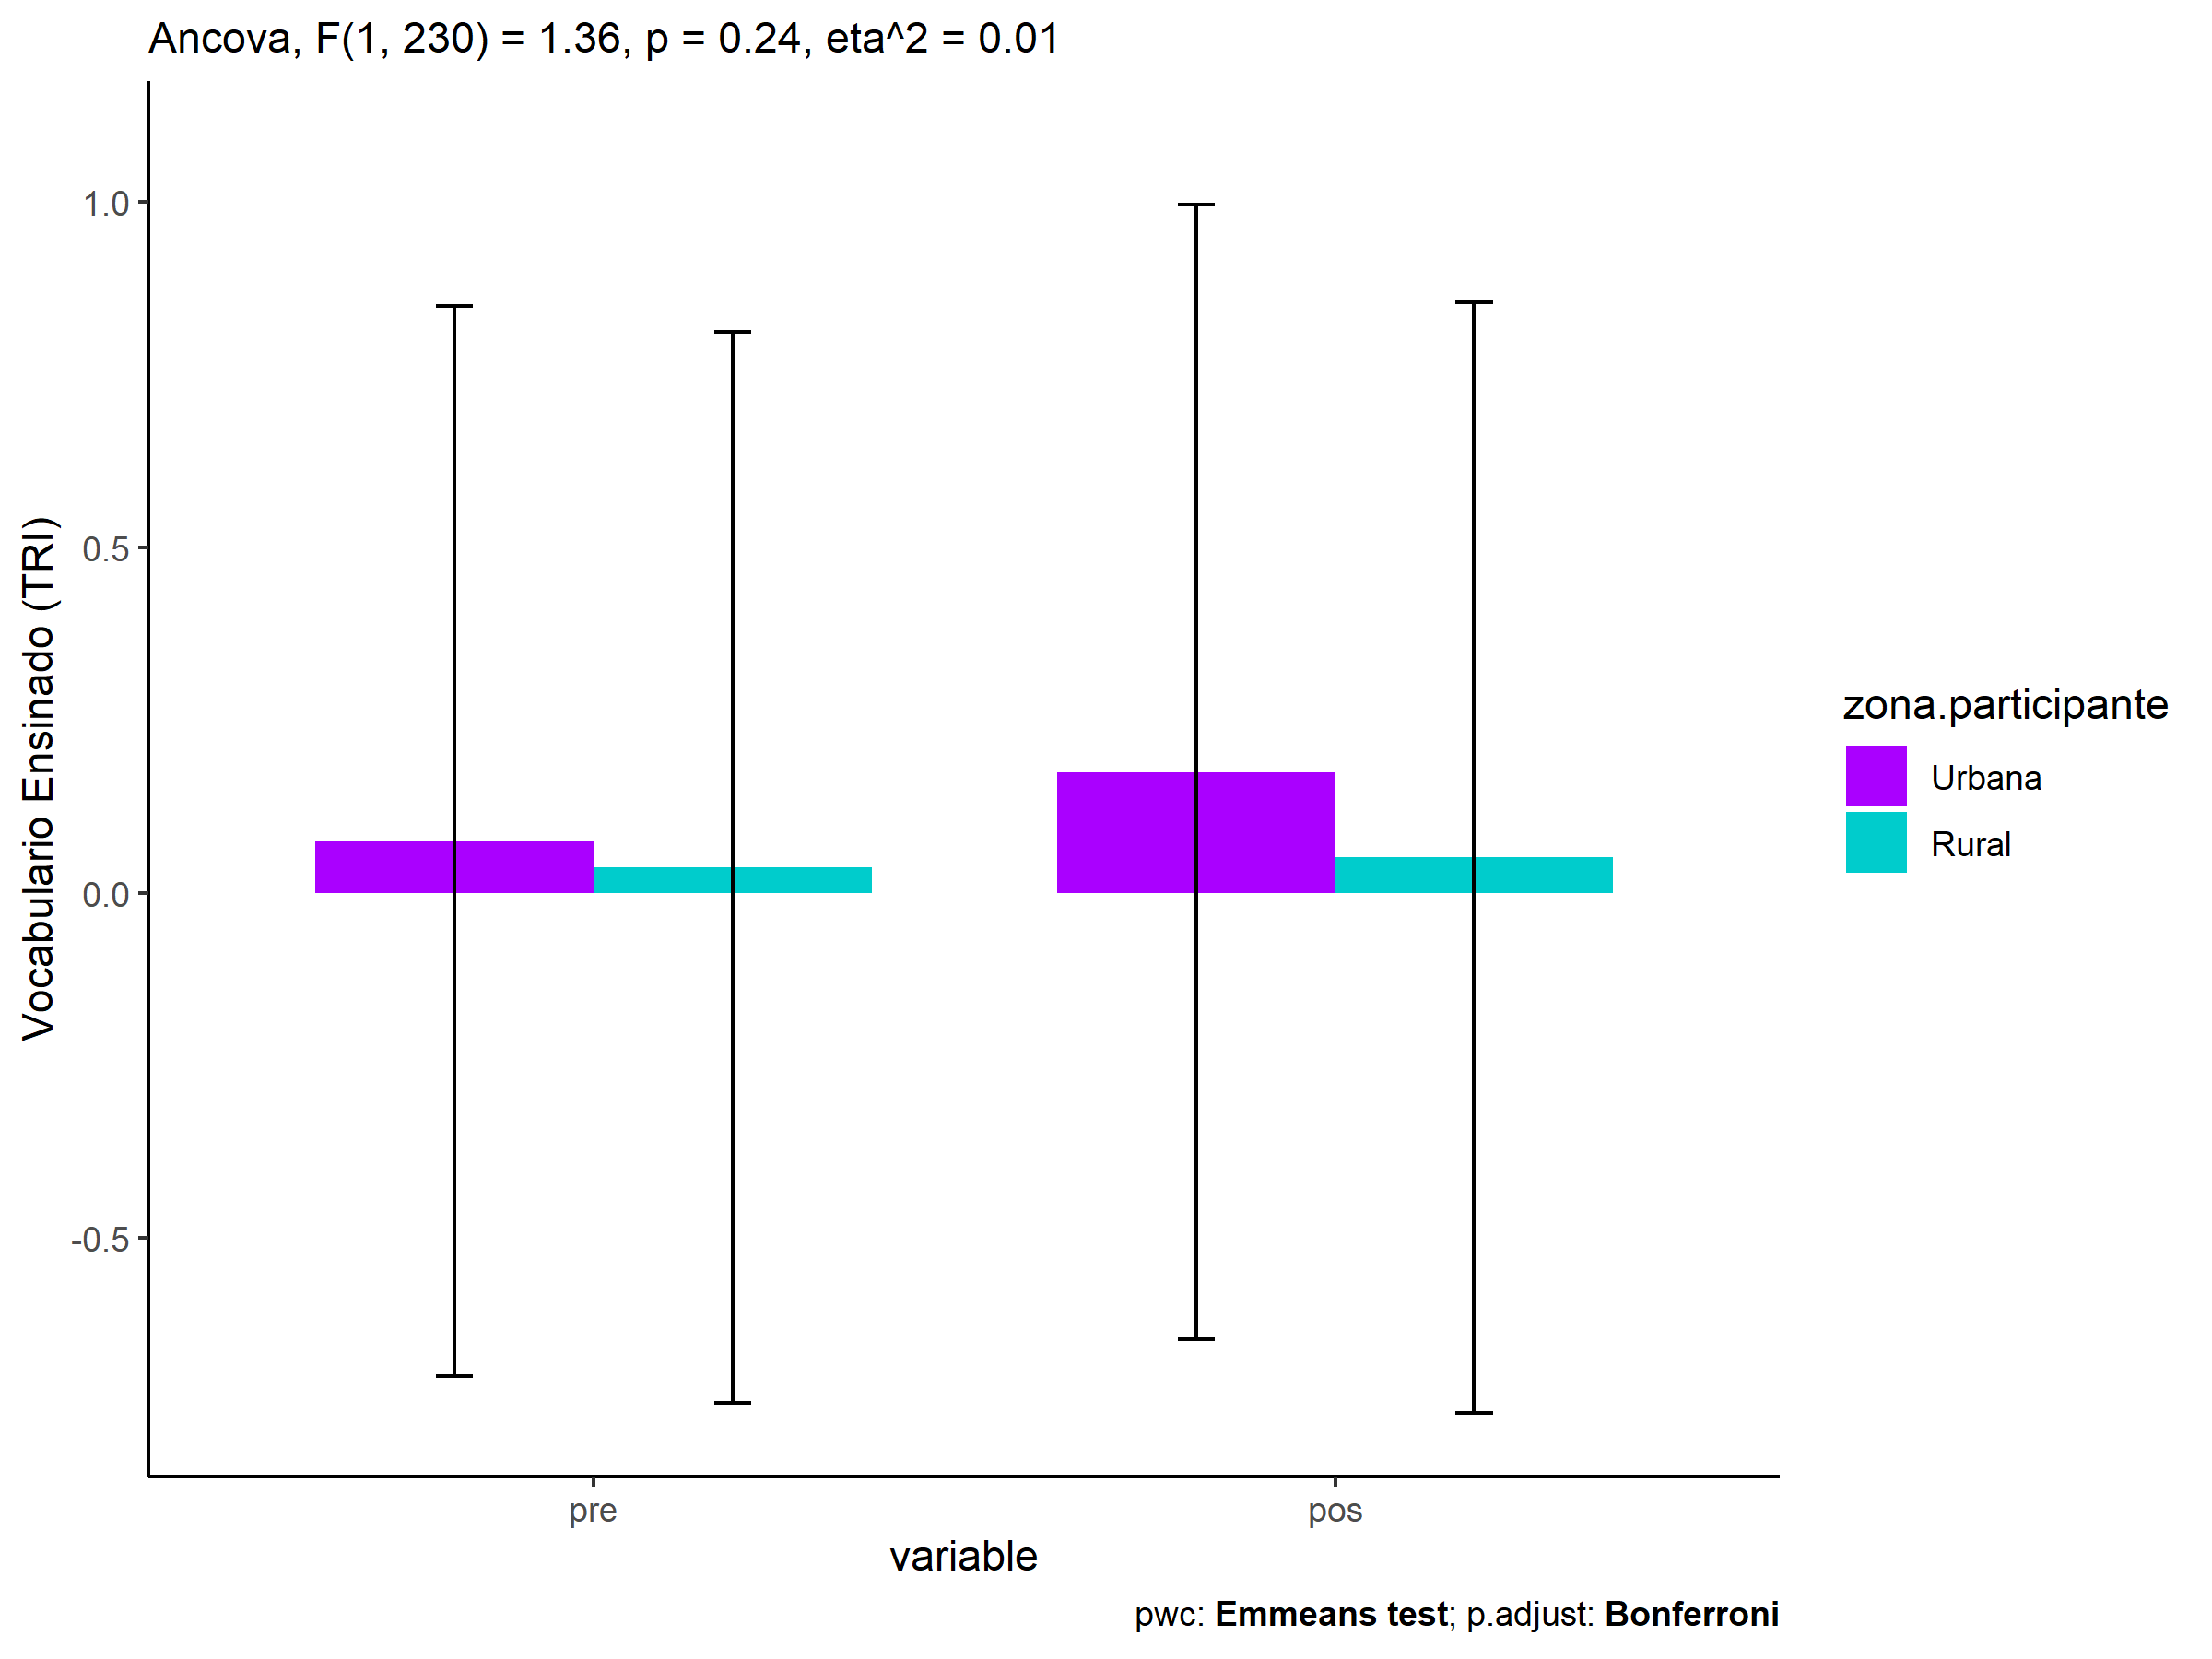 Ancova, F(1, 230) = 1.36, p = 0.24, eta^2 = 0.01
Vocabulario Ensinado (TRI)
1.0
0.5
0.0
-0.5
pre
pos
variable
zona.participante
Urbana
Rural
pwc: Emmeans test; p.adjust: Bonferroni